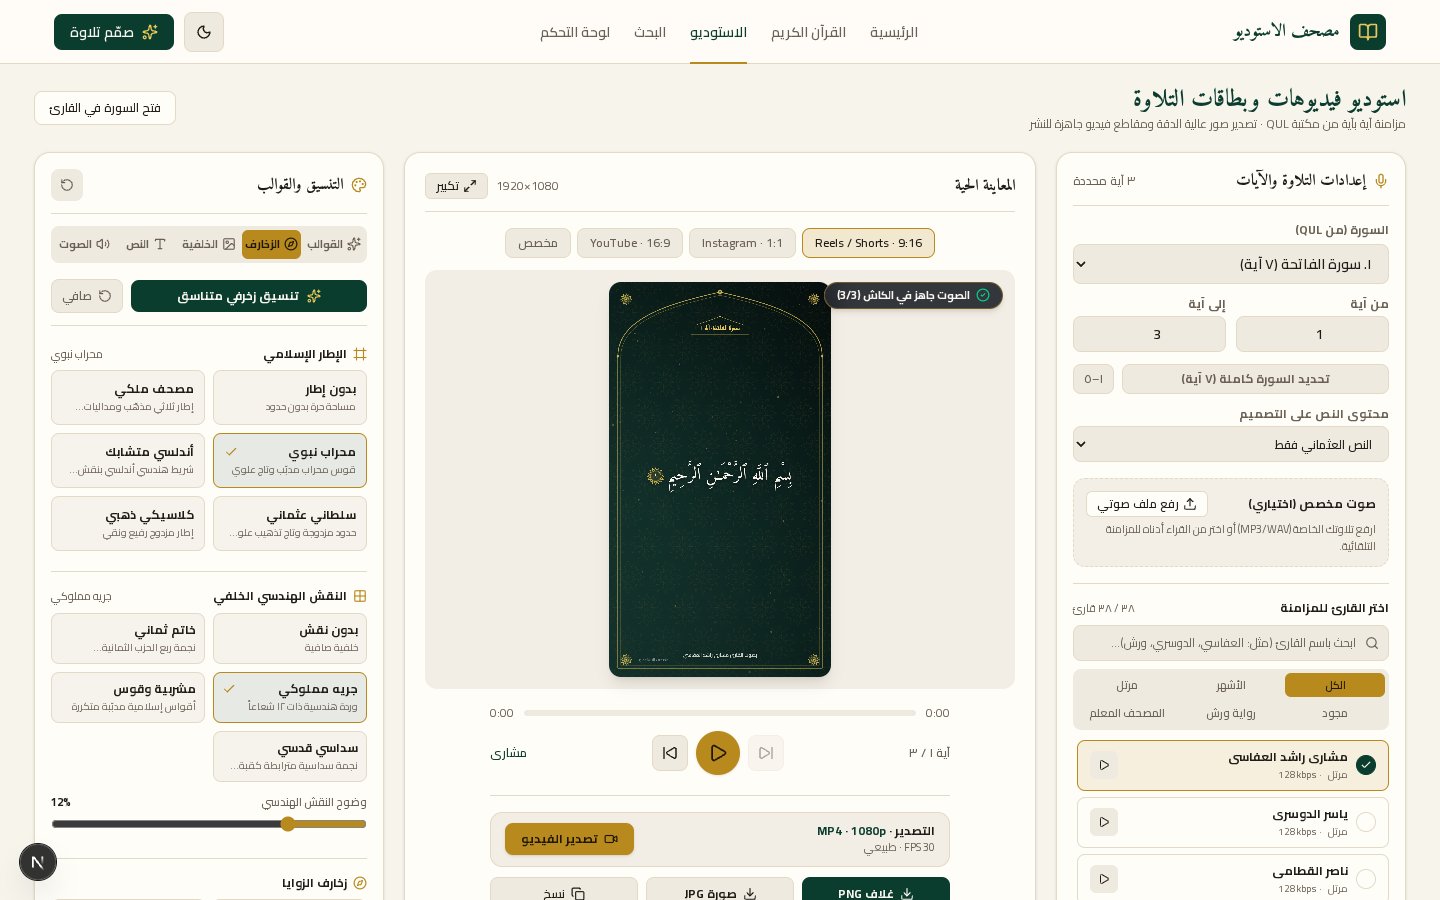 مصحف الاستوديو
الرئيسية
القرآن الكريم
الاستوديو
البحث
لوحة التحكم
صمّم تلاوة
استوديو فيديوهات وبطاقات التلاوة
مزامنة آية بآية من مكتبة QUL · تصدير صور عالية الدقة ومقاطع فيديو جاهزة للنشر
فتح السورة في القارئ
إعدادات التلاوة والآيات
٣ آية محددة
السورة (من QUL)
١. سورة الفاتحة (٧ آية)
من آية
إلى آية
1
3
تحديد السورة كاملة (٧ آية)
١–٥
محتوى النص على التصميم
النص العثماني فقط
صوت مخصص (اختياري)
رفع ملف صوتي
ارفع تلاوتك الخاصة (MP3/WAV) أو اختر من القراء أدناه للمزامنة
التلقائية.
اختر القارئ للمزامنة
٣٨ / ٣٨ قارئ
ابحث باسم القارئ (مثل: العفاسي، الدوسري، ورش)...
الكل
الأشهر
مرتل
مجود
رواية ورش
المصحف المعلم
مشاري راشد العفاسي
مرتل · 128kbps
ياسر الدوسري
مرتل · 128kbps
ناصر القطامي
مرتل · 128kbps
المعاينة الحية
1080×1920
تكبير
Reels / Shorts · 9:16
Instagram · 1:1
YouTube · 16:9
مخصص
الصوت جاهز في الكاش (3/3)
بِسْمِ ٱللَّهِ ٱلرَّحْمَـٰنِ ٱلرَّحِيمِ
0:00
0:00
آية ١ / ٣
مشاري
التصدير · MP4 · 1080p
30 FPS · طبيعي
تصدير الفيديو
غلاف PNG
صورة JPG
نسخ
التنسيق والقوالب
القوالب
الزخارف
الخلفية
النص
الصوت
تنسيق زخرفي متناسق
صافي
الإطار الإسلامي
محراب نبوي
بدون إطار
مساحة حرة بدون حدود
مصحف ملكي
إطار ثلاثي مذهّب ومداليات...
محراب نبوي
قوس محراب مدبّب وتاج علوي
أندلسي متشابك
شريط هندسي أندلسي بنقش...
سلطاني عثماني
حدود مزدوجة وتاج تذهيب علو...
كلاسيكي ذهبي
إطار مزدوج رفيع ونقي
النقش الهندسي الخلفي
جريه مملوكي
بدون نقش
خلفية صافية
خاتم ثماني
نجمة ربع الحزب الثمانية...
جريه مملوكي
وردة هندسية ذات ١٢ شعاعاً
مشربية وقوس
أقواس إسلامية مدبّبة متكررة
سداسي قدسي
نجمة سداسية مترابطة كقبة...
وضوح النقش الهندسي
12%
زخارف الزوايا
N